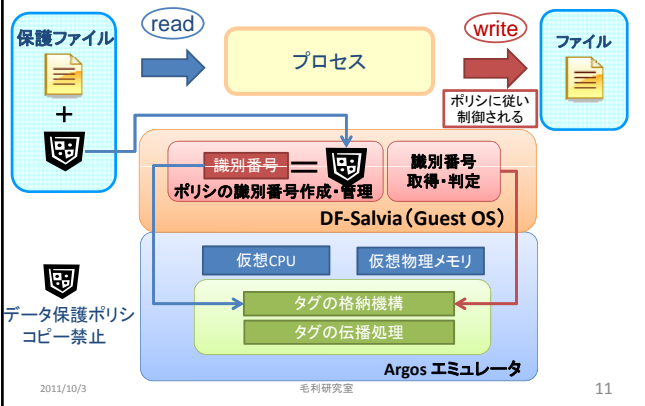 保護ファイル
+
read
プロセス
write
ファイル
ポリシに従い
制御される
識別番号
=
ポリシの識別番号作成・管理
識別番号
取得・判定
DF-Salvia(Guest OS)
仮想CPU
仮想物理メモリ
タグの格納機構
タグの伝播処理
Argos エミュレータ
データ保護ポリシ
コピー禁止
2011/10/3
毛利研究室
11